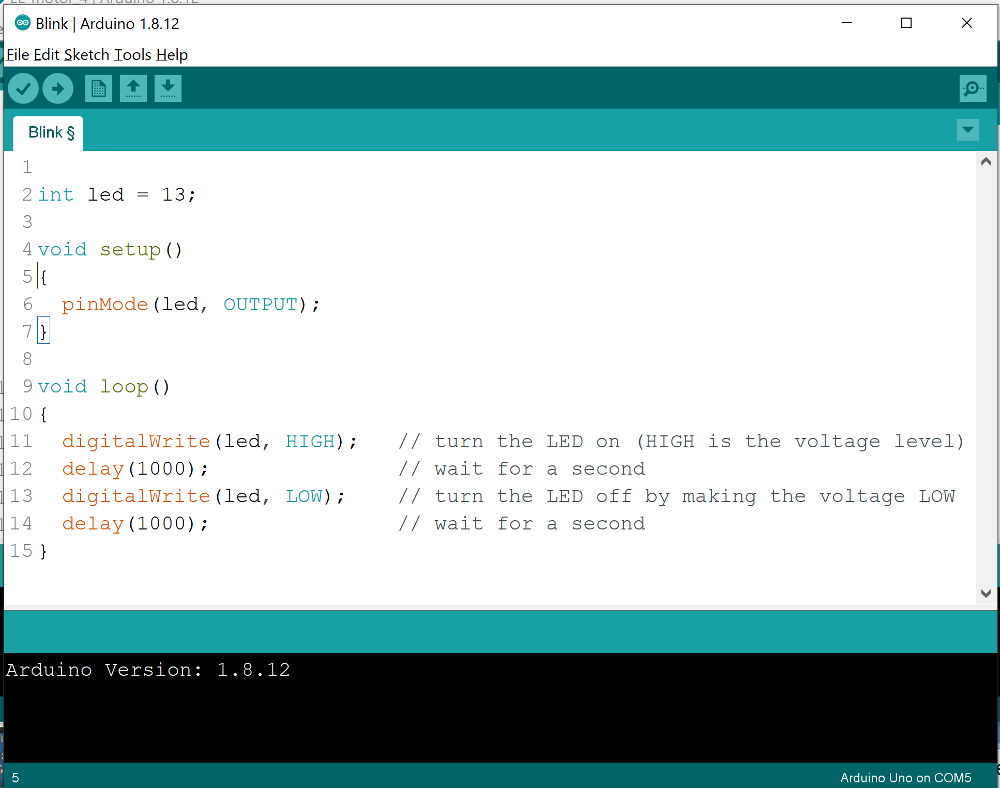 Blink | Arduino 1.8.12
File Edit Sketch Tools Help
Blink §
1
2 int led = 13;
3
4 void setup()
5 {
6   pinMode(led, OUTPUT);
7 }
8
9 void loop()
10 {
11   digitalWrite(led, HIGH);   // turn the LED on (HIGH is the voltage level)
12   delay(1000);               // wait for a second
13   digitalWrite(led, LOW);    // turn the LED off by making the voltage LOW
14   delay(1000);               // wait for a second
15 }
Arduino Version: 1.8.12
5 Arduino Uno on COM5